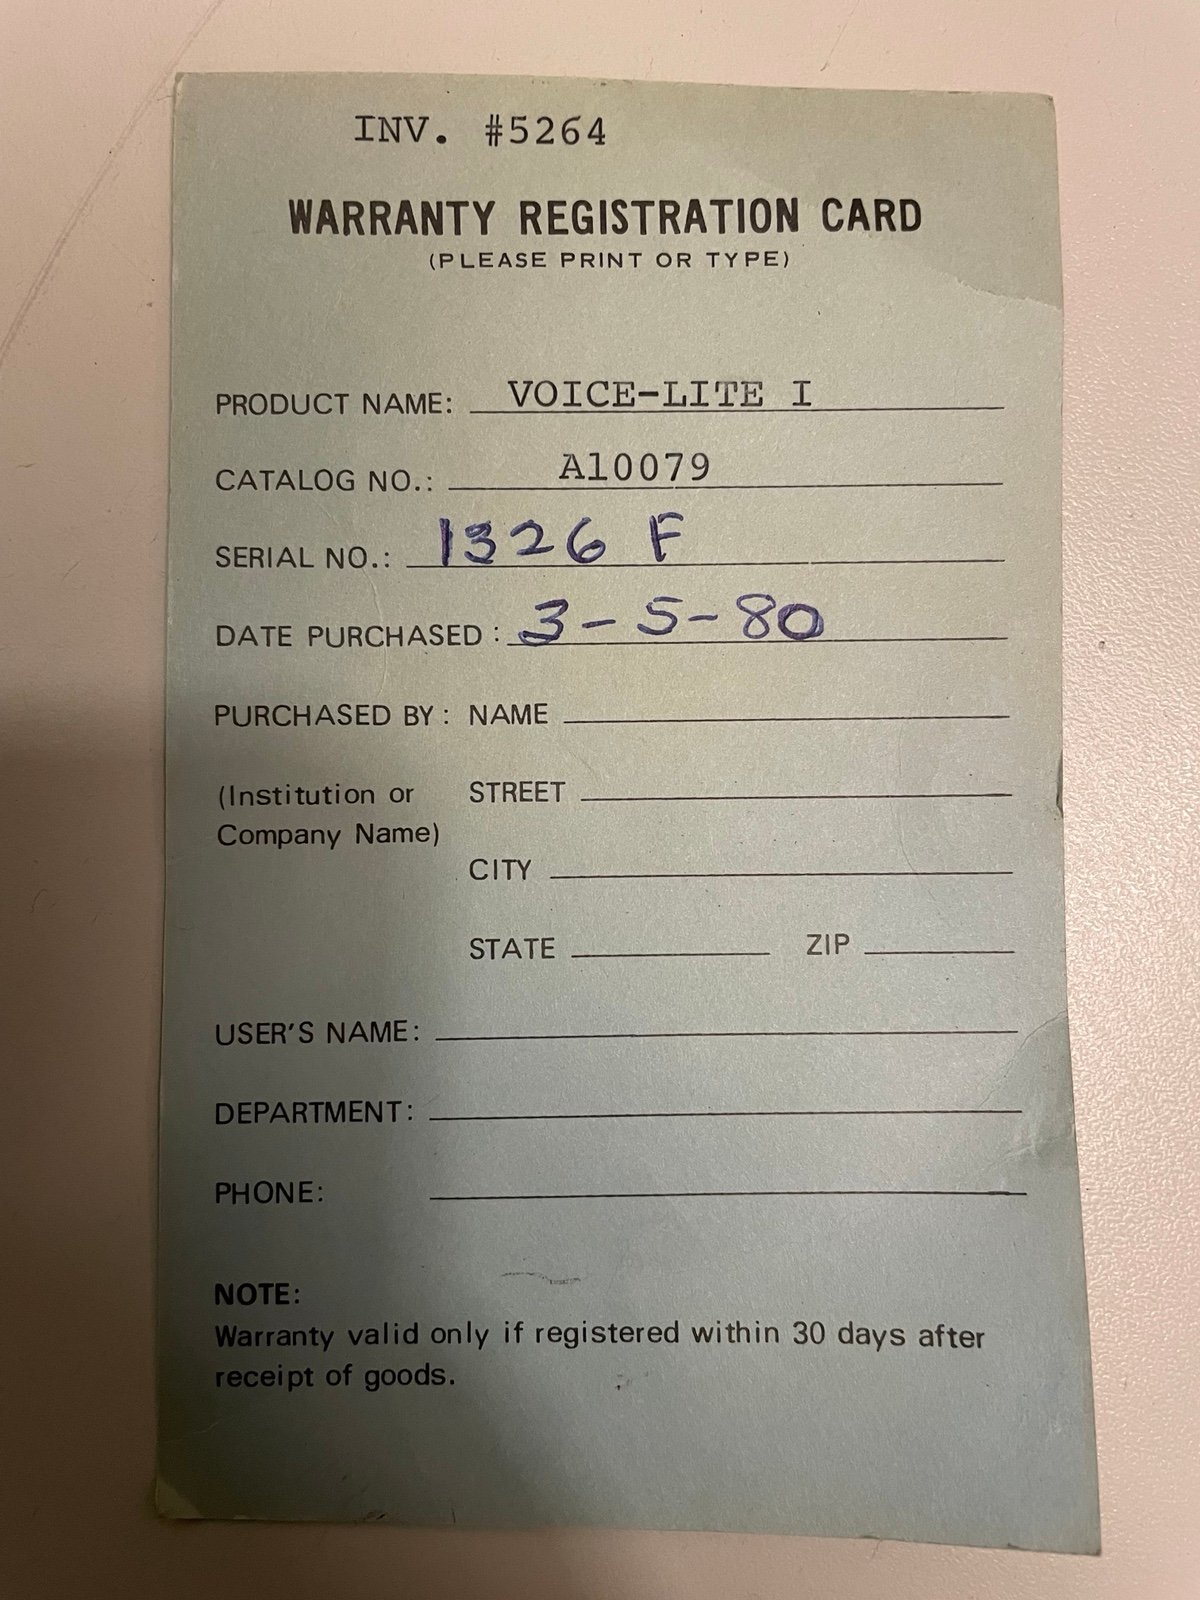 INV. #5264
WARRANTY REGISTRATION CARD
(PLEASE PRINT OR TYPE)
PRODUCT NAME: VOICE-LITE I
CATALOG NO.: A10079
SERIAL NO.: 1326 F
DATE PURCHASED: 3-5-80
PURCHASED BY: NAME
(Institution or STREET
Company Name)
CITY
STATE ZIP
USER'S NAME:
DEPARTMENT:
PHONE:
NOTE:
Warranty valid only if registered within 30 days after
receipt of goods.